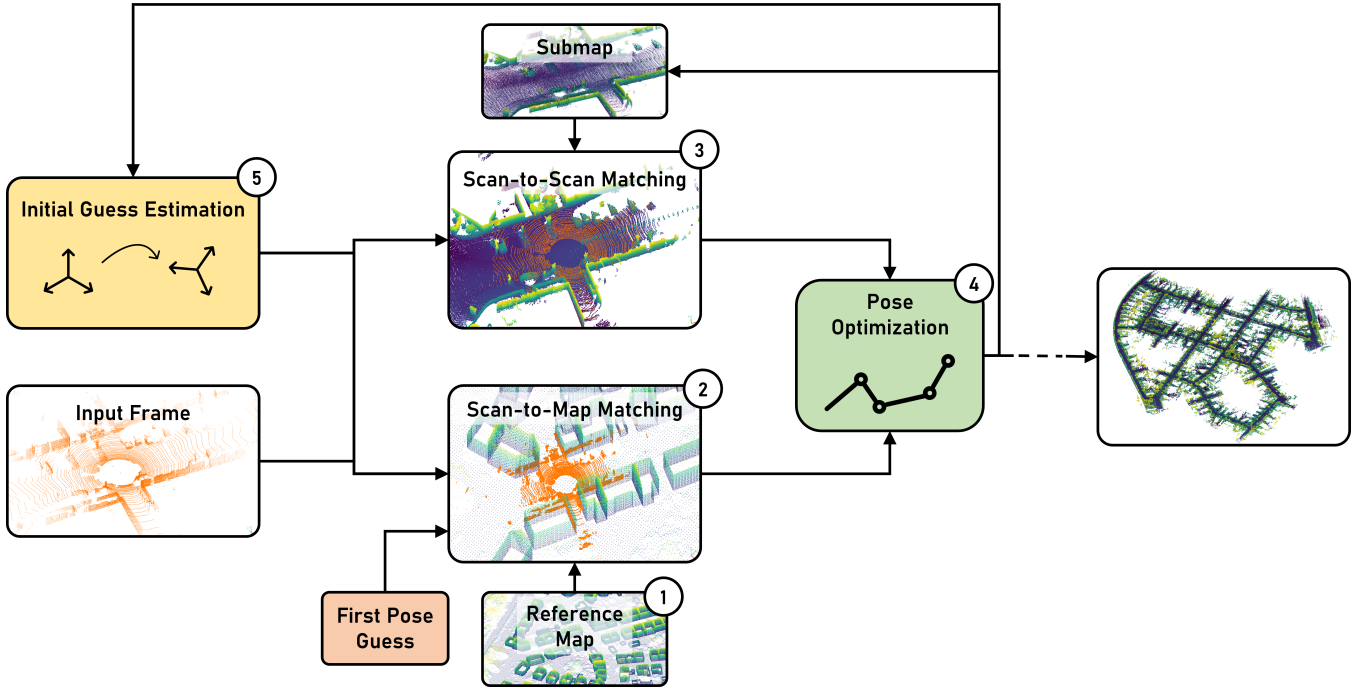 Submap
3
Scan-to-Scan Matching
5
Initial Guess Estimation
4
Pose
Optimization
Input Frame
2
Scan-to-Map Matching
First Pose
Guess
1
Reference
Map